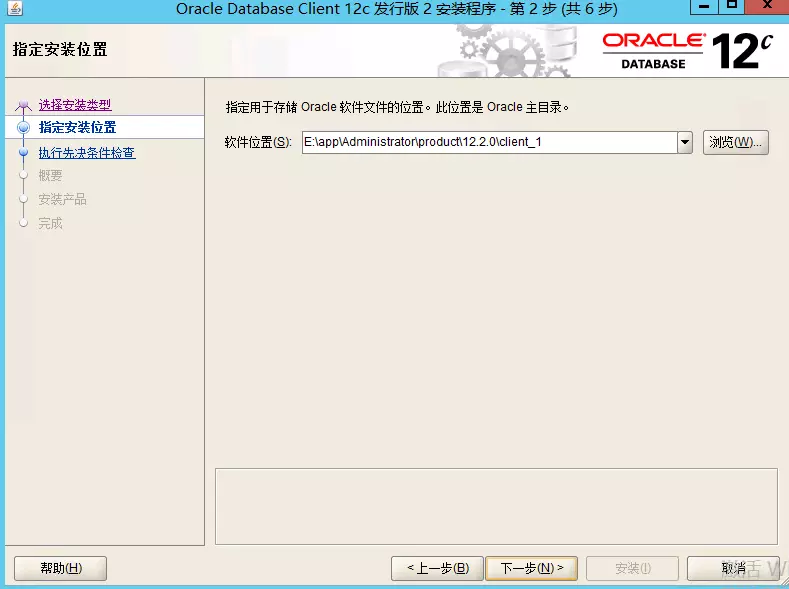 Oracle Database Client 12c 发行版 2 安装程序 - 第 2 步 (共 6 步)
指定安装位置
ORACLE®
DATABASE
12c
选择安装类型
指定安装位置
执行先决条件检查
概要
安装产品
完成
指定用于存储 Oracle 软件文件的位置。此位置是 Oracle 主目录。
软件位置(S): E:\app\Administrator\product\12.2.0\client_1 浏览(W)...
帮助(H) <上一步(B) 下一步(N)> 安装(I) 取消
激活 W